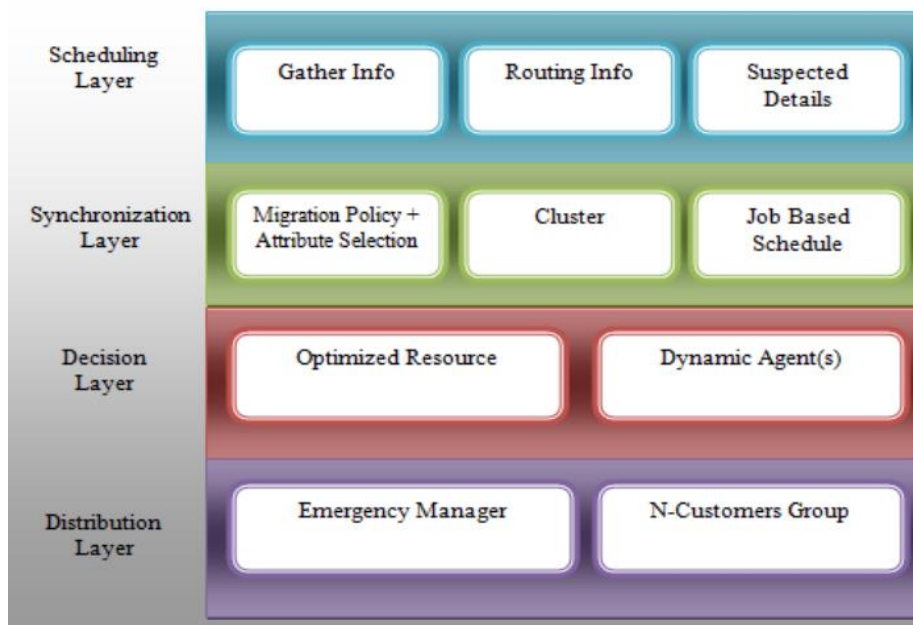 Scheduling
Layer
Gather Info
Routing Info
Suspected
Details
Synchronization
Layer
Migration Policy +
Attribute Selection
Cluster
Job Based
Schedule
Decision
Layer
Optimized Resource
Dynamic Agent(s)
Distribution
Layer
Emergency Manager
N-Customers Group